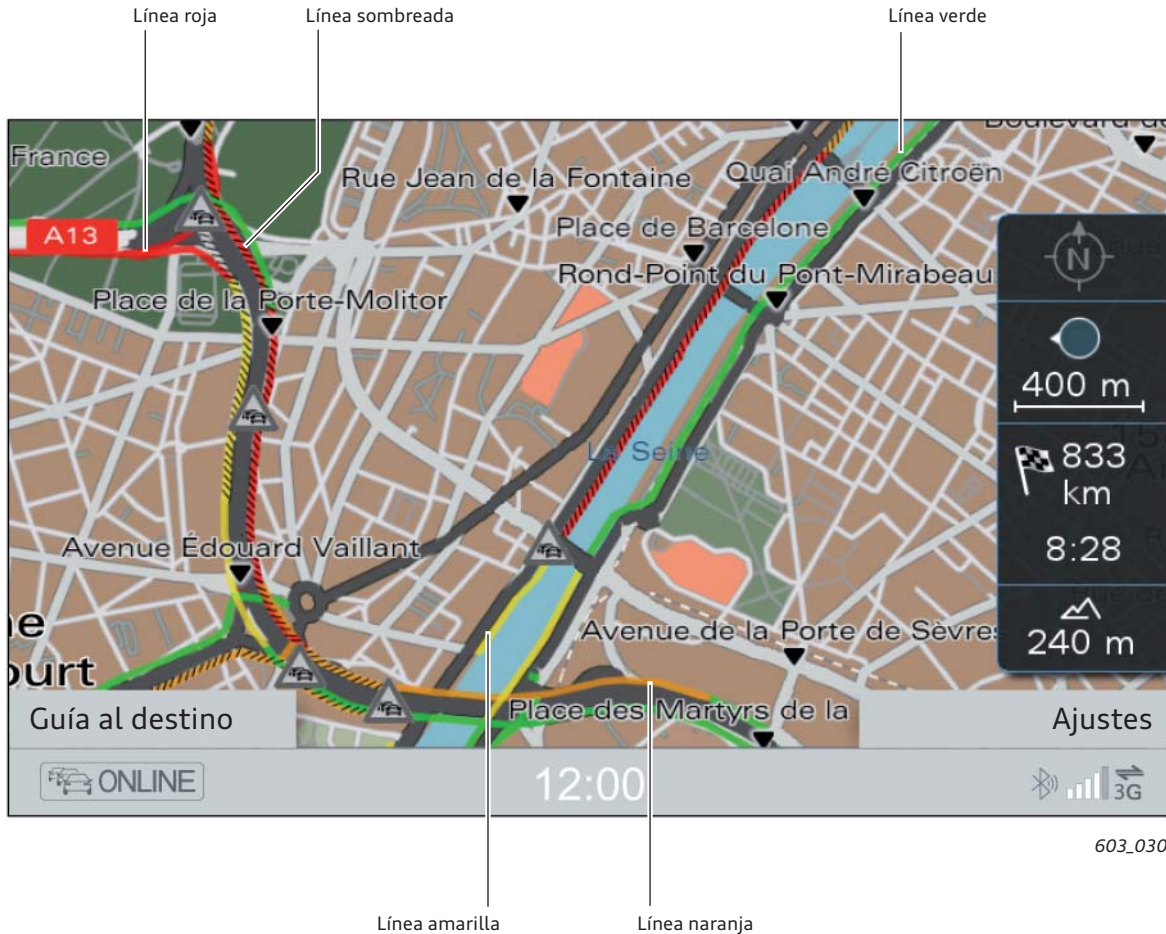 Línea roja
Línea sombreada
Línea verde
France
Rue Jean de la Fontaine
Quai André Citroën
A13
Place de Barcelone
N
Rond-Point du Pont-Mirabeau
Place de la Porte-Molitor
400 m
La Seine
833
km
Avenue Édouard Vaillant
8:28
Avenue de la Porte de Sèvres
240 m
ourt
Guía al destino
Place des Martyrs de la
Ajustes
ONLINE
12:00
3G
603_030
Línea amarilla
Línea naranja